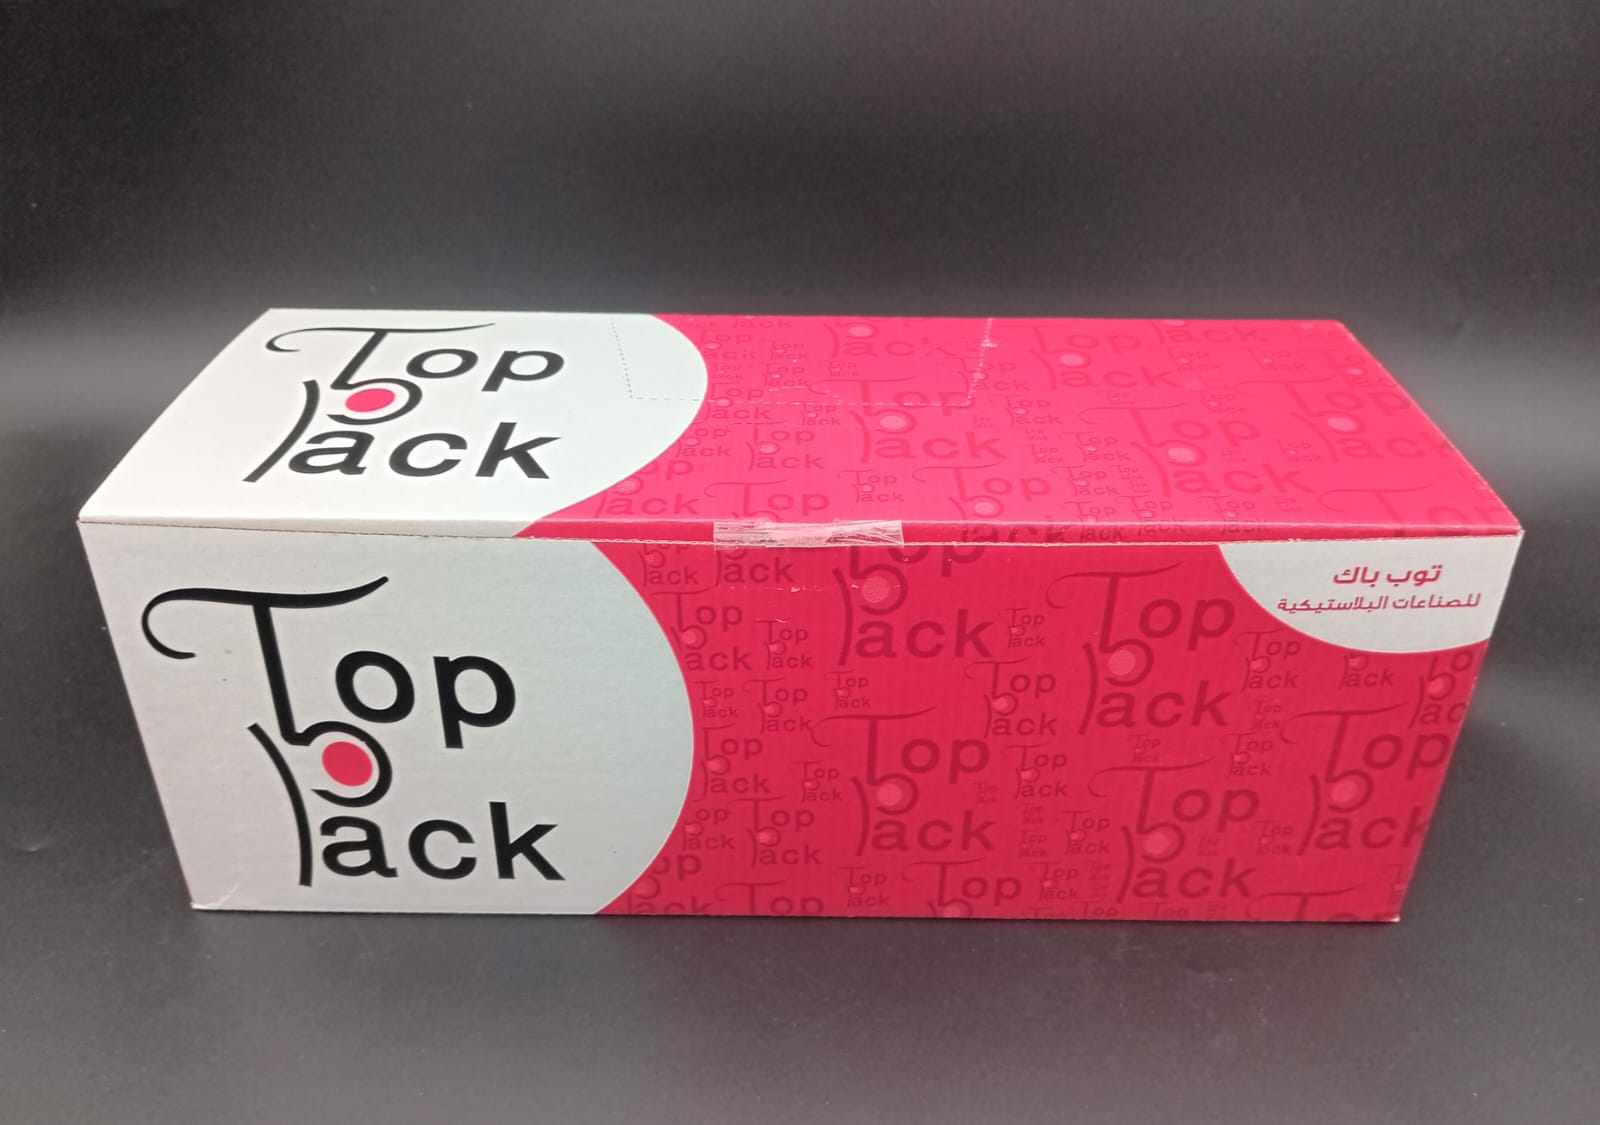 Top
Pack
Top
Pack
توب باك
للصناعات البلاستيكية